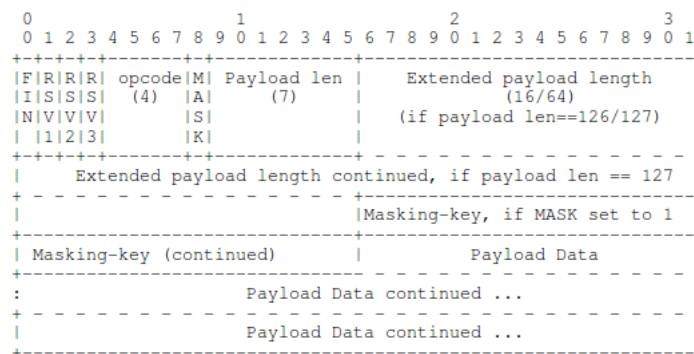 0                   1                   2                   3
 0 1 2 3 4 5 6 7 8 9 0 1 2 3 4 5 6 7 8 9 0 1 2 3 4 5 6 7 8 9 0 1
+-+-+-+-+-------+-+-------------+-------------------------------
|F|R|R|R| opcode|M| Payload len |    Extended payload length
|I|S|S|S|  (4)  |A|     (7)     |             (16/64)
|N|V|V|V|       |S|             |   (if payload len==126/127)
| |1|2|3|       |K|             |
+-+-+-+-+-------+-+-------------+ - - - - - - - - - - - - - - -
|     Extended payload length continued, if payload len == 127
+ - - - - - - - - - - - - - - - +-------------------------------
|                               |Masking-key, if MASK set to 1
+-------------------------------+-------------------------------
| Masking-key (continued)       |          Payload Data
+-------------------------------- - - - - - - - - - - - - - - -
:                     Payload Data continued ...
+ - - - - - - - - - - - - - - - - - - - - - - - - - - - - - - -
|                     Payload Data continued ...
+---------------------------------------------------------------